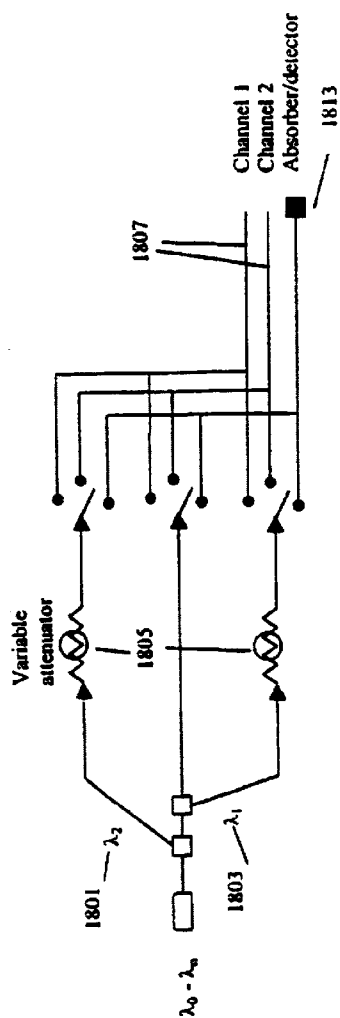 Variable
attenuator
1805
1801
λ₂
λ₀ - λₙ
λ₁
1803
1807
Channel 1
Channel 2
Absorber/detector
1813